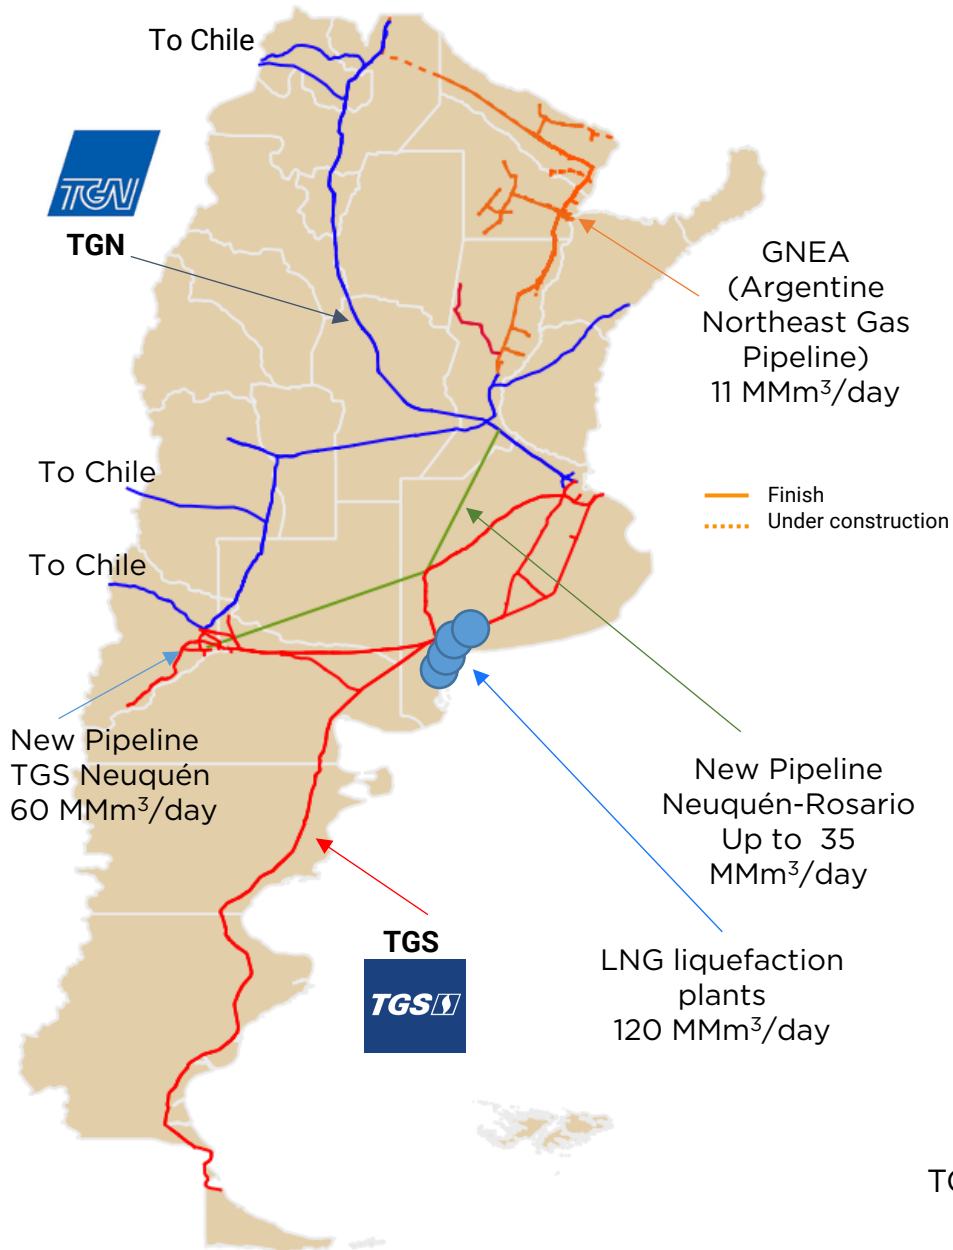 To Chile
TGN
TGN
GNEA
(Argentine
Northeast Gas
Pipeline)
11 MMm³/day
To Chile
Finish
Under construction
To Chile
New Pipeline
TGS Neuquén
60 MMm³/day
New Pipeline
Neuquén-Rosario
Up to 35
MMm³/day
TGS
TGS
LNG liquefaction
plants
120 MMm³/day